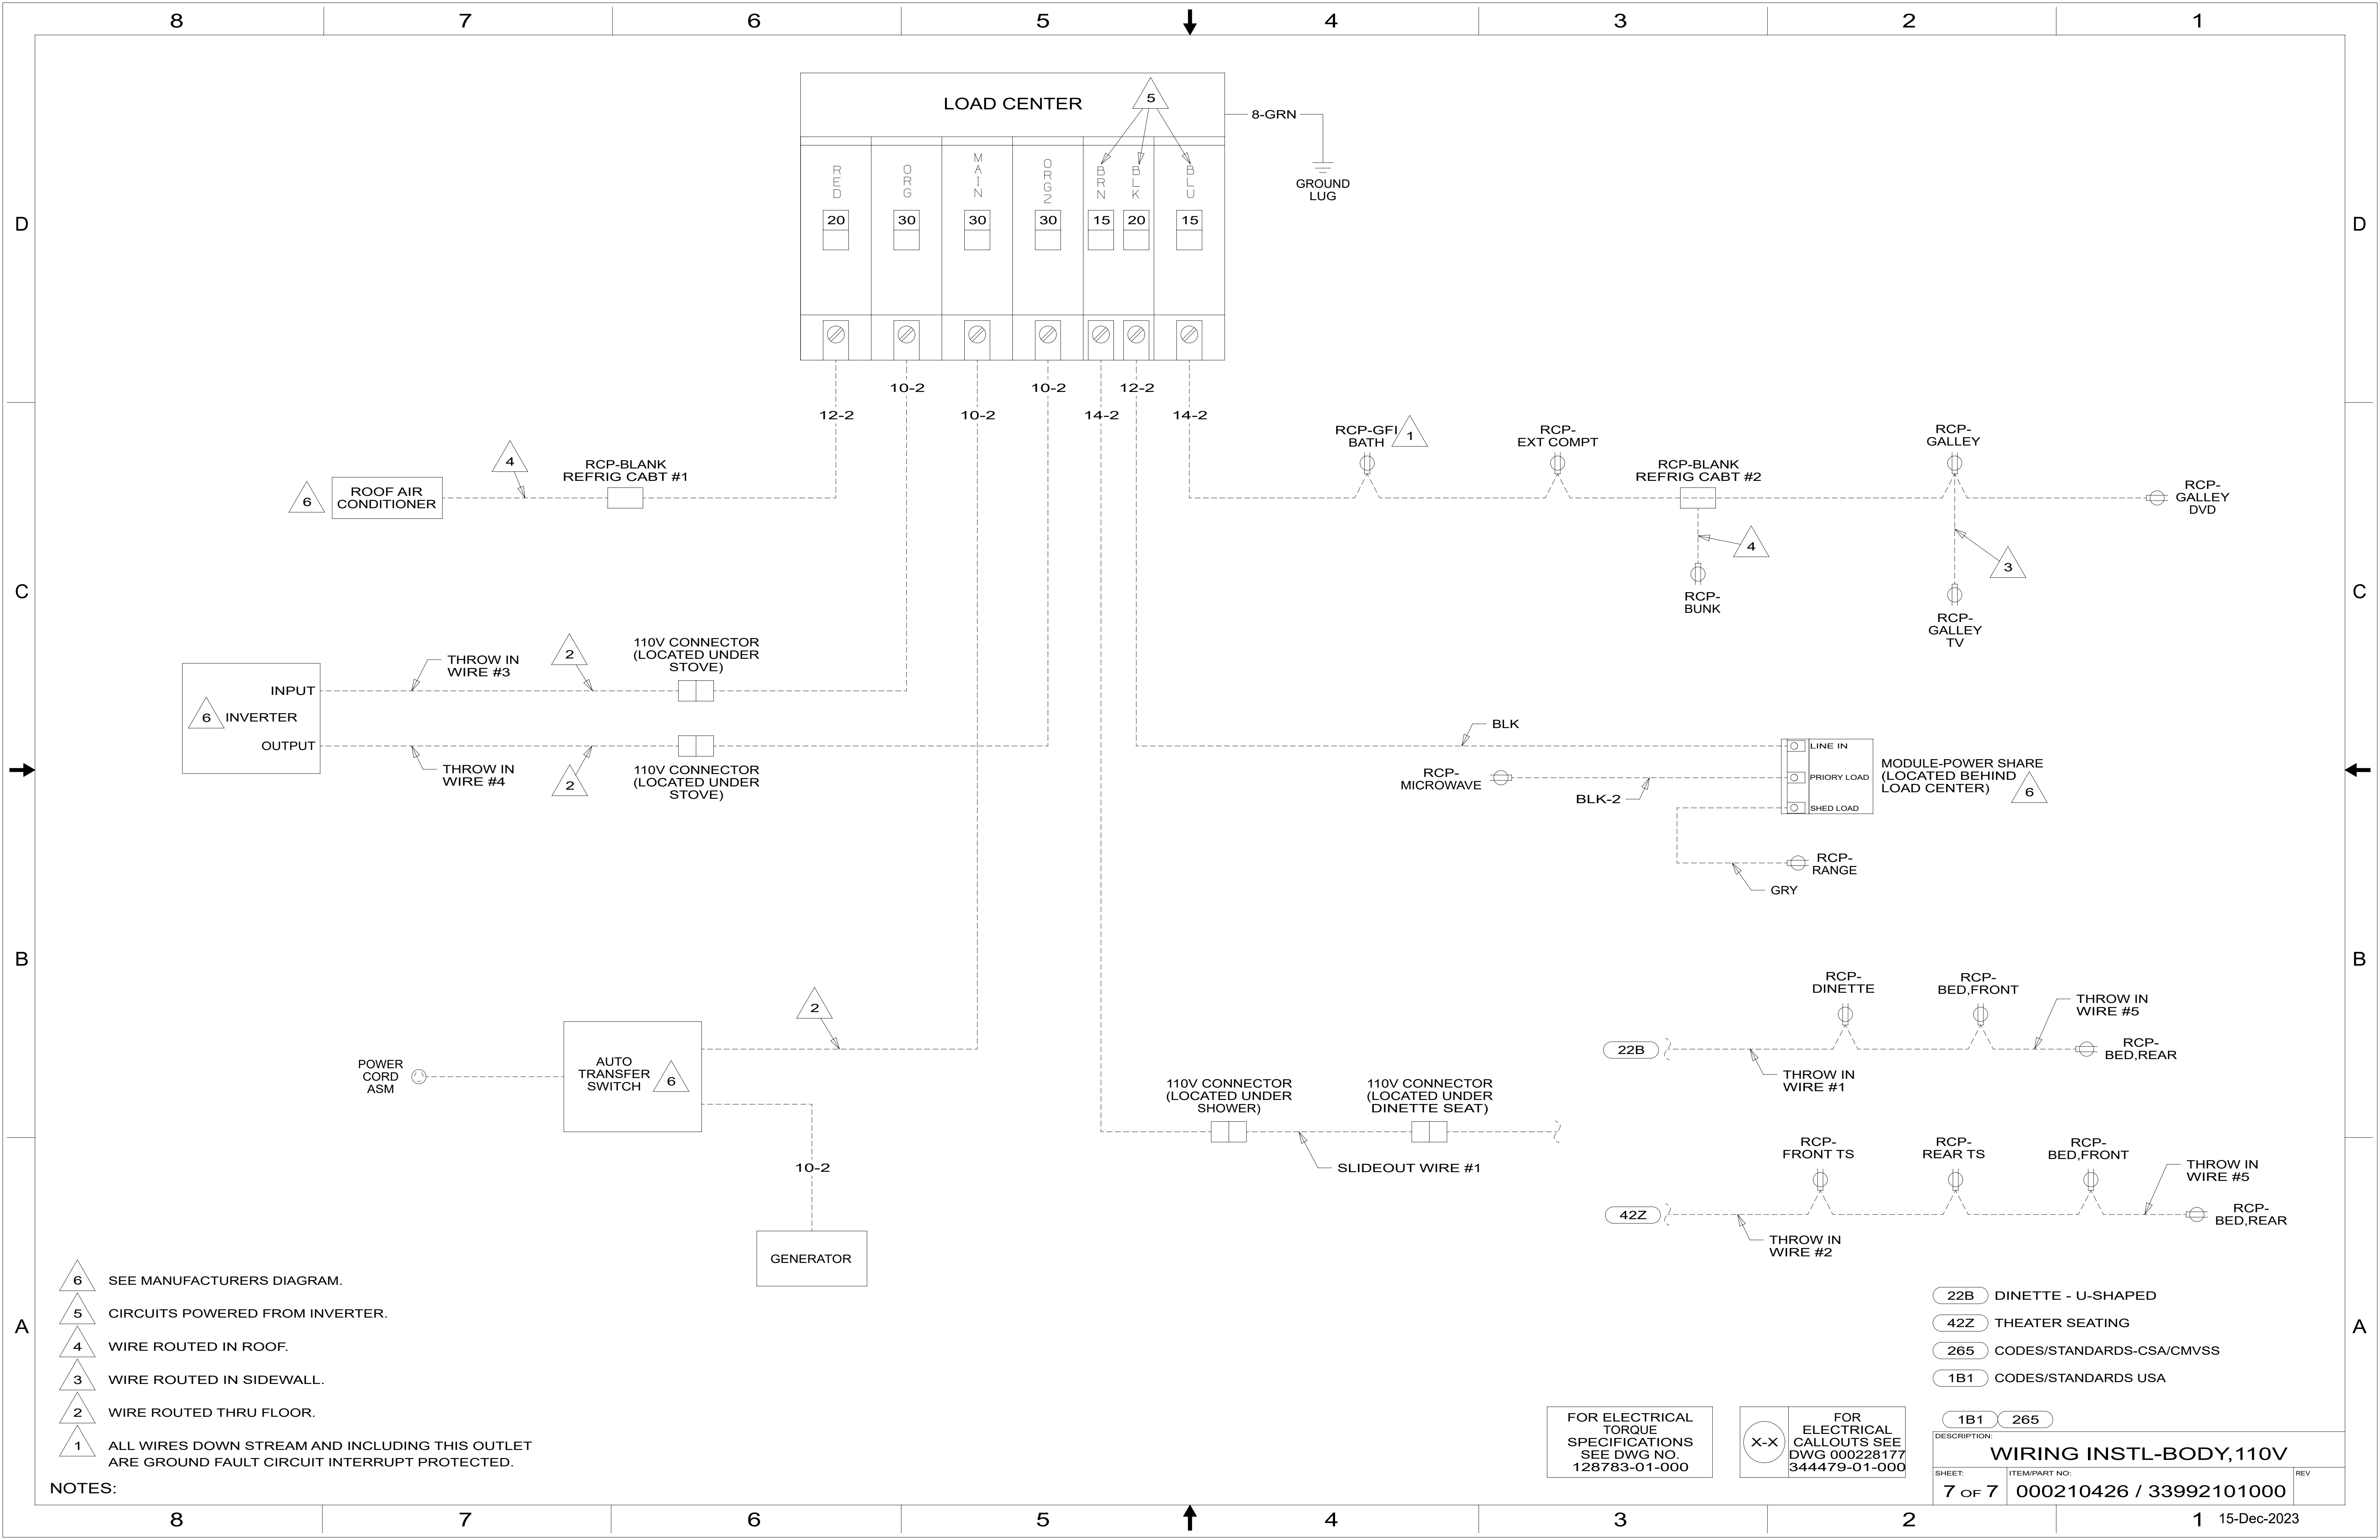 8 7 6 5 4 3 2 1
LOAD CENTER
5
8-GRN
GROUND
LUG
RED
ORG
MAIN
ORG2
BRN
BLK
BLU
20 30 30 30 15 20 15
D
D
10-2 10-2 12-2
12-2 10-2 14-2 14-2
4
RCP-BLANK
REFRIG CABT #1
6
ROOF AIR
CONDITIONER
RCP-GFI
BATH
1
RCP-
EXT COMPT
RCP-BLANK
REFRIG CABT #2
RCP-
GALLEY
RCP-
GALLEY
DVD
4
3
RCP-
BUNK
RCP-
GALLEY
TV
C
C
THROW IN
WIRE #3
2
110V CONNECTOR
(LOCATED UNDER
STOVE)
INPUT
6
INVERTER
OUTPUT
THROW IN
WIRE #4
2
110V CONNECTOR
(LOCATED UNDER
STOVE)
BLK
LINE IN
PRIORY LOAD
SHED LOAD
MODULE-POWER SHARE
(LOCATED BEHIND
LOAD CENTER)
6
RCP-
MICROWAVE
BLK-2
RCP-
RANGE
GRY
B
B
2
POWER
CORD
ASM
AUTO
TRANSFER
SWITCH
6
10-2
GENERATOR
RCP-
DINETTE
RCP-
BED,FRONT
THROW IN
WIRE #5
22B
RCP-
BED,REAR
THROW IN
WIRE #1
110V CONNECTOR
(LOCATED UNDER
SHOWER)
110V CONNECTOR
(LOCATED UNDER
DINETTE SEAT)
SLIDEOUT WIRE #1
RCP-
FRONT TS
RCP-
REAR TS
RCP-
BED,FRONT
THROW IN
WIRE #5
42Z
RCP-
BED,REAR
THROW IN
WIRE #2
A
A
6 SEE MANUFACTURERS DIAGRAM.
5 CIRCUITS POWERED FROM INVERTER.
4 WIRE ROUTED IN ROOF.
3 WIRE ROUTED IN SIDEWALL.
2 WIRE ROUTED THRU FLOOR.
1 ALL WIRES DOWN STREAM AND INCLUDING THIS OUTLET
ARE GROUND FAULT CIRCUIT INTERRUPT PROTECTED.
NOTES:
22B DINETTE - U-SHAPED
42Z THEATER SEATING
265 CODES/STANDARDS-CSA/CMVSS
1B1 CODES/STANDARDS USA
FOR ELECTRICAL
TORQUE
SPECIFICATIONS
SEE DWG NO.
128783-01-000
X-X
FOR
ELECTRICAL
CALLOUTS SEE
DWG 000228177
344479-01-000
1B1 265
DESCRIPTION:
WIRING INSTL-BODY,110V
SHEET: ITEM/PART NO: REV
7 OF 7 000210426 / 33992101000
8 7 6 5 4 3 2 1
15-Dec-2023